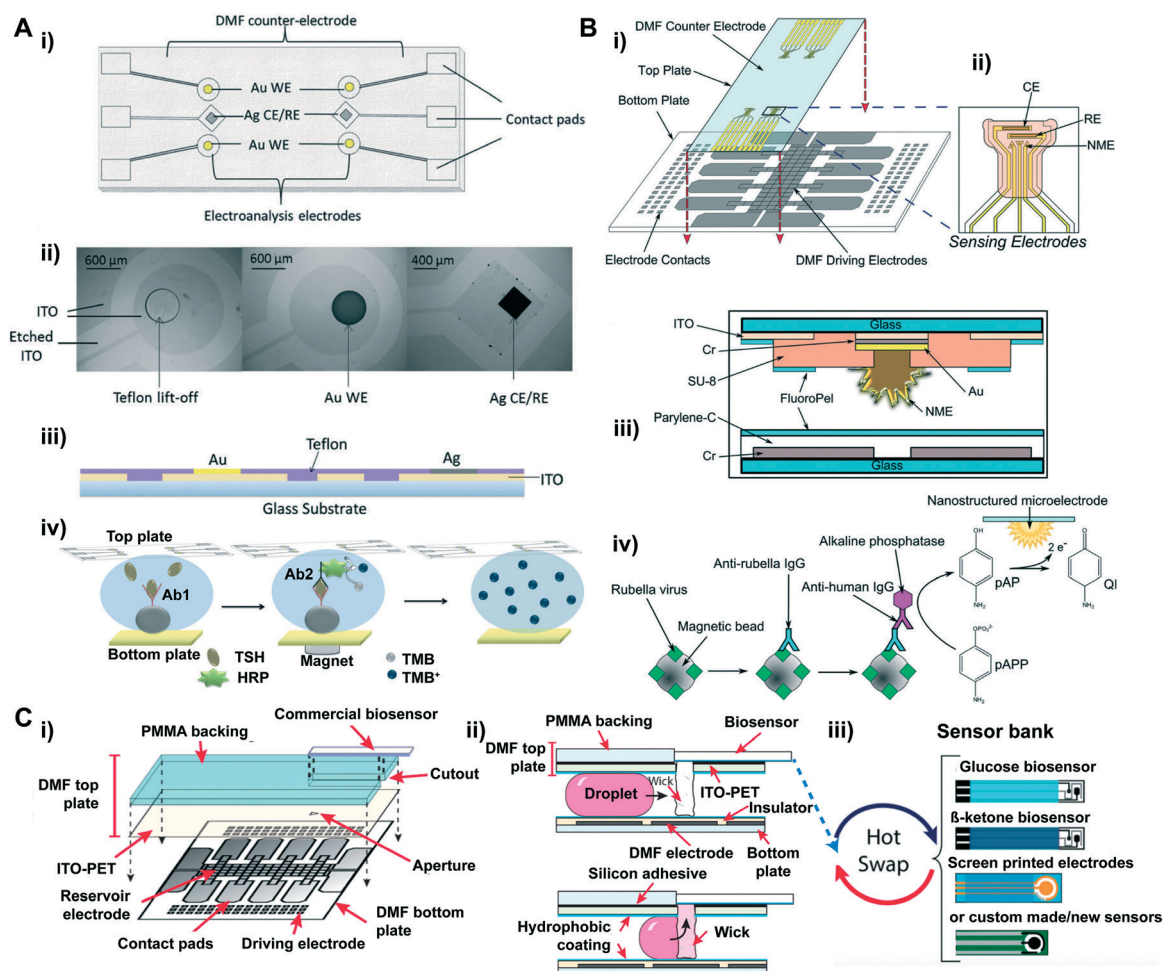 A
i)
DMF counter-electrode
Au WE
Ag CE/RE
Au WE
Contact pads
Electroanalysis electrodes
ii)
600 μm
600 μm
400 μm
ITO
Etched
ITO
Teflon lift-off
Au WE
Ag CE/RE
iii)
Teflon
Au
Ag
ITO
Glass Substrate
iv)
Top plate
Ab1
Ab2
Bottom plate
Magnet
TSH
HRP
TMB
TMB+
B
i)
DMF Counter Electrode
Top Plate
Bottom Plate
Electrode Contacts
DMF Driving Electrodes
ii)
CE
RE
NME
Sensing Electrodes
iii)
Glass
ITO
Cr
SU-8
Au
FluoroPel
NME
Parylene-C
Cr
Glass
iv)
Nanostructured microelectrode
Alkaline phosphatase
Anti-rubella IgG
Anti-human IgG
Rubella virus
Magnetic bead
OH
pAP
NH₂
2 e⁻
O
QI
NH₂
OPO₃²⁻
pAPP
NH₂
C
i)
Commercial biosensor
PMMA backing
DMF top
plate
Cutout
ITO-PET
Aperture
Reservoir
electrode
Contact pads
Driving electrode
DMF bottom
plate
ii)
PMMA backing
Biosensor
DMF top
plate
Wick
Droplet
ITO-PET
Insulator
DMF electrode
Bottom
plate
Silicon adhesive
Hydrophobic
coating
Wick
iii)
Sensor bank
Hot
Swap
Glucose biosensor
ß-ketone biosensor
Screen printed electrodes
or custom made/new sensors